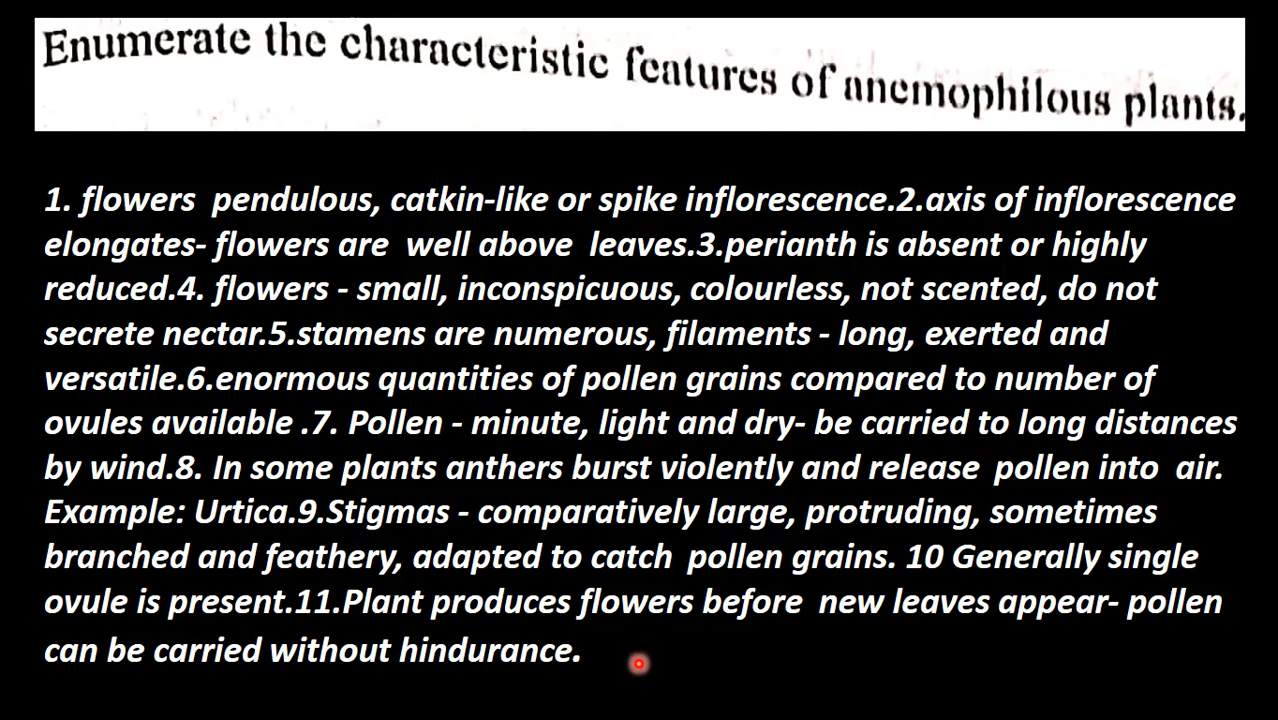 Enumerate the characteristic features of anemophilous plants.
1. flowers pendulous, catkin-like or spike inflorescence.2.axis of inflorescence
elongates- flowers are well above leaves.3.perianth is absent or highly
reduced.4. flowers - small, inconspicuous, colourless, not scented, do not
secrete nectar.5.stamens are numerous, filaments - long, exerted and
versatile.6.enormous quantities of pollen grains compared to number of
ovules available .7. Pollen - minute, light and dry- be carried to long distances
by wind.8. In some plants anthers burst violently and release pollen into air.
Example: Urtica.9.Stigmas - comparatively large, protruding, sometimes
branched and feathery, adapted to catch pollen grains. 10 Generally single
ovule is present.11.Plant produces flowers before new leaves appear- pollen
can be carried without hindurance.